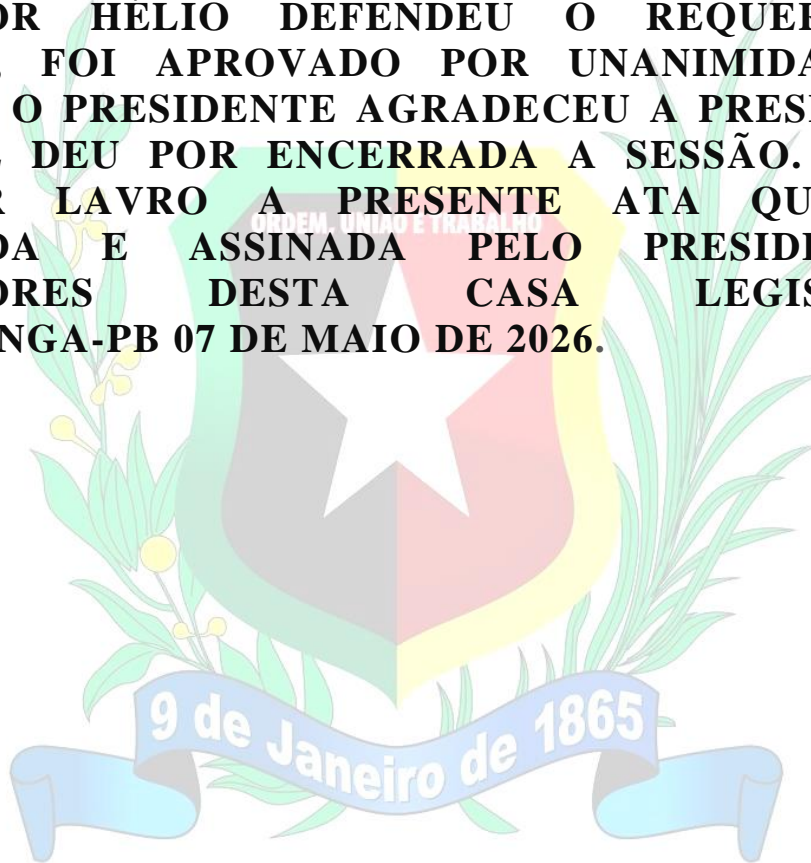 OR HÉLIO DEFENDEU O REQUE
FOI APROVADO POR UNANIMIDA
O PRESIDENTE AGRADECEU A PRES
DEU POR ENCERRADA A SESSÃO.
R LAVRO A PRESENTE ATA QU
DA E ASSINADA PELO PRESID
ORES DESTA CASA LEGIS
NGA-PB 07 DE MAIO DE 2026.
ORDEM, UNIÃO E TRABALHO
9 de Janeiro de 1865